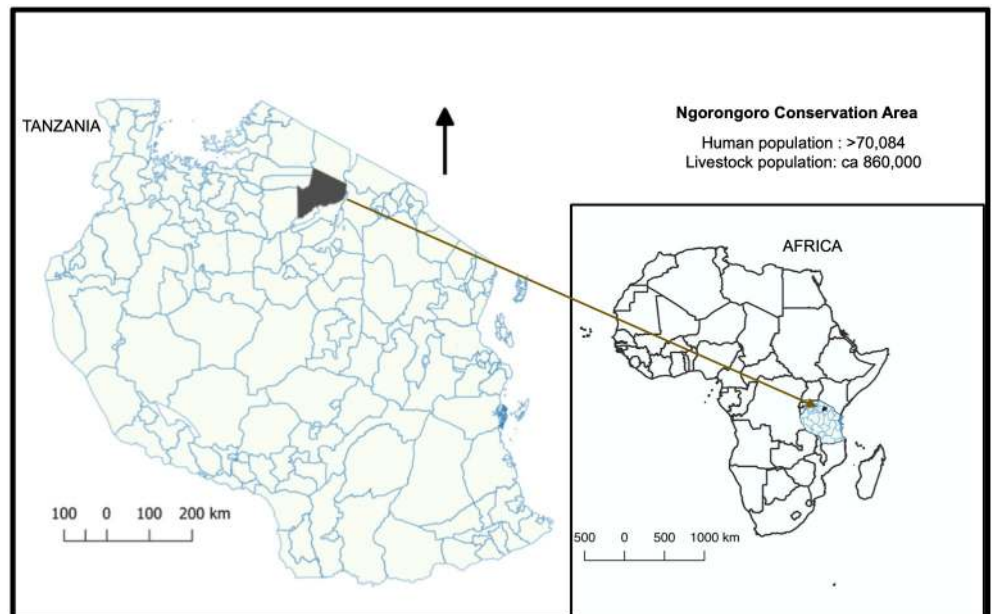 TANZANIA
Ngorongoro Conservation Area
Human population : >70,084
Livestock population: ca 860,000
AFRICA
100 0 100 200 km
500 0 500 1000 km